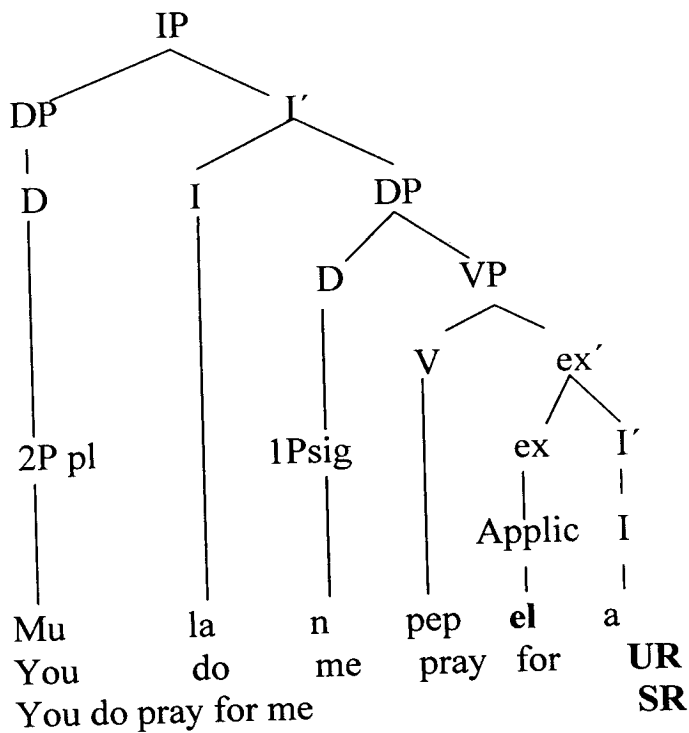 IP
DP I´
D I DP
D VP
V ex´
2P pl 1Psig ex I´
Applic I
Mu la n pep el a
You do me pray for UR
You do pray for me SR